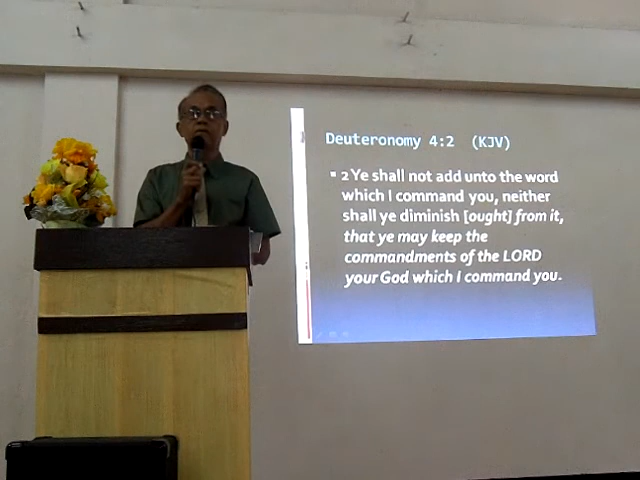 Deuteronomy 4:2 (KJV)
2 Ye shall not add unto the word
which I command you, neither
shall ye diminish [ought] from it,
that ye may keep the
commandments of the LORD
your God which I command you.